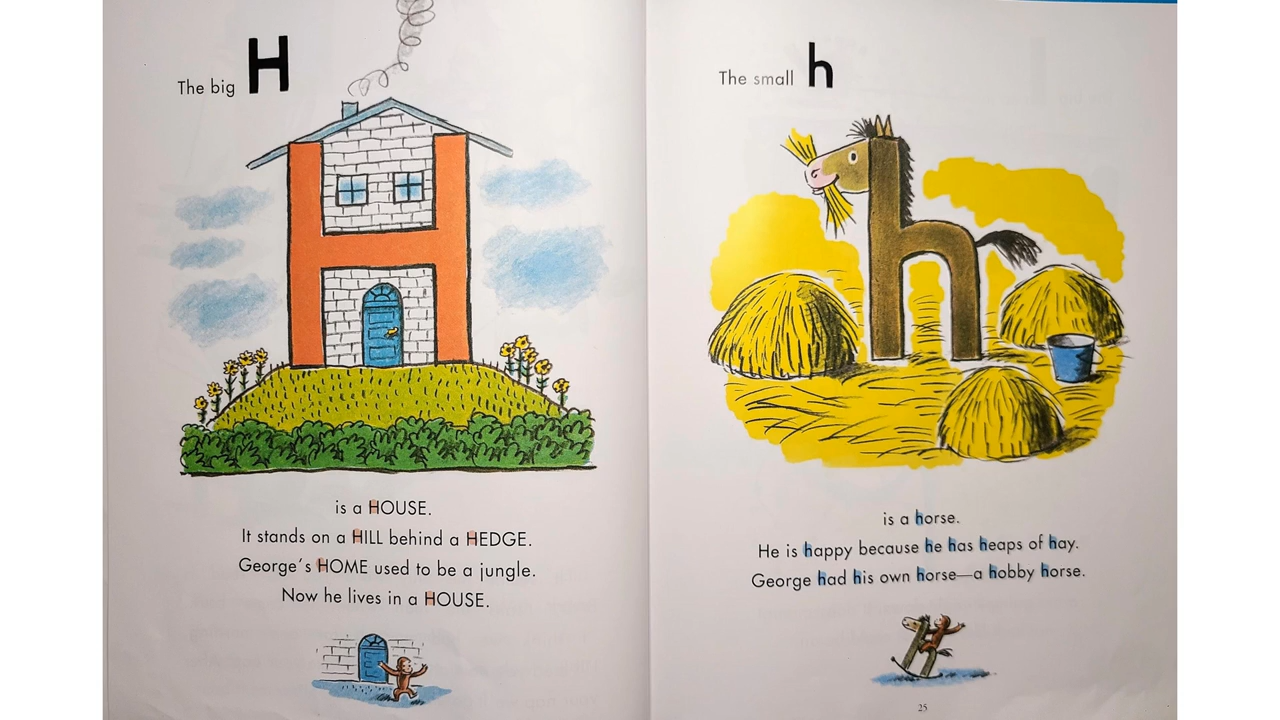 The big H
is a HOUSE.
It stands on a HILL behind a HEDGE.
George's HOME used to be a jungle.
Now he lives in a HOUSE.
The small h
is a horse.
He is happy because he has heaps of hay.
George had his own horse—a hobby horse.
25